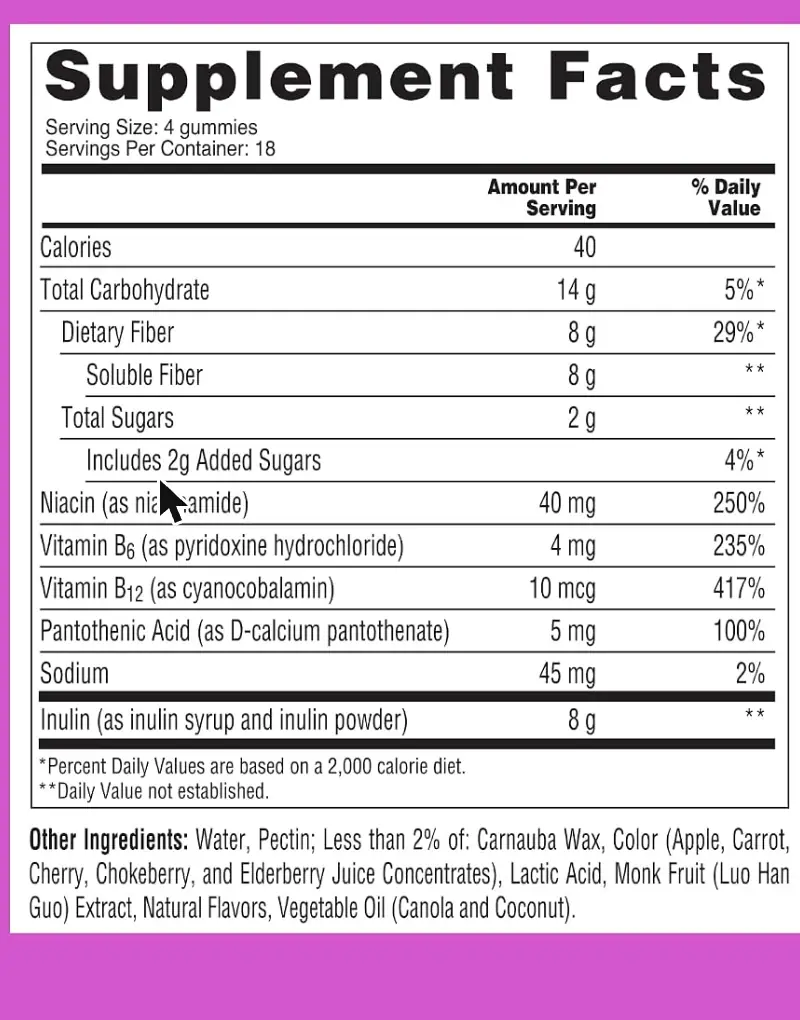 Supplement Facts
Serving Size: 4 gummies
Servings Per Container: 18
Amount Per Serving % Daily Value
Calories 40
Total Carbohydrate 14 g 5%*
Dietary Fiber 8 g 29%*
Soluble Fiber 8 g **
Total Sugars 2 g **
Includes 2g Added Sugars 4%*
Niacin (as 40 mg 250%
Vitamin B6 (as pyridoxine hydrochloride) 4 mg 235%
Vitamin B12 (as cyanocobalamin) 10 mcg 417%
Pantothenic Acid (as D-calcium pantothenate) 5 mg 100%
Sodium 45 mg 2%
Inulin (as inulin syrup and inulin powder) 8 g **
*Percent Daily Values are based on a 2,000 calorie diet.
**Daily Value not established.
Other Ingredients: Water, Pectin; Less than 2% of: Carnauba Wax, Color (Apple, Carrot,
Cherry, Chokeberry, and Elderberry Juice Concentrates), Lactic Acid, Monk Fruit (Luo Han
Guo) Extract, Natural Flavors, Vegetable Oil (Canola and Coconut).